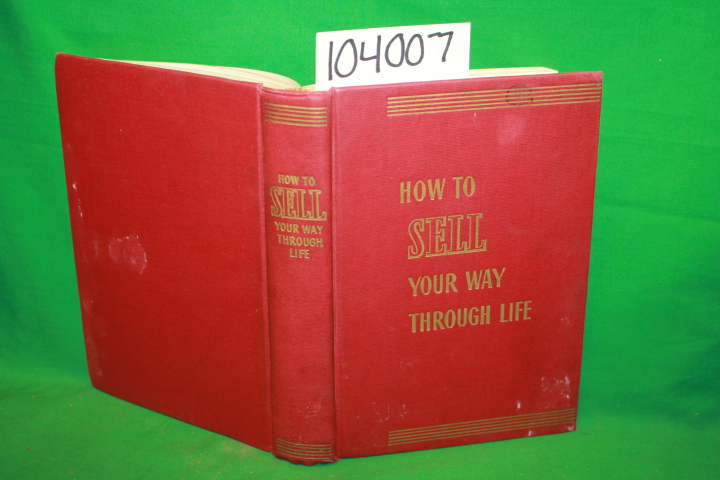 104007
HOW TO
SELL
YOUR WAY
THROUGH
LIFE
HOW TO
SELL
YOUR WAY
THROUGH LIFE